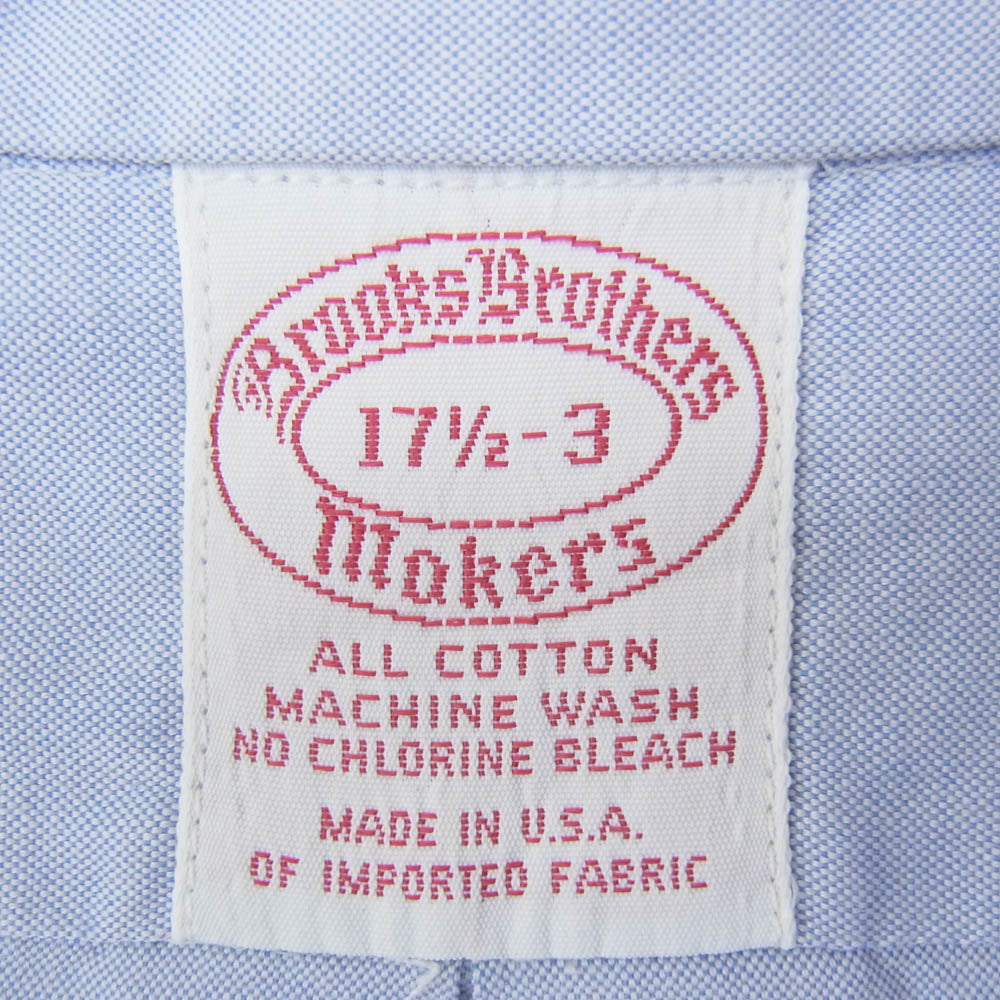 Brooks Brothers
17½-3
Makers
ALL COTTON
MACHINE WASH
NO CHLORINE BLEACH
MADE IN U.S.A.
OF IMPORTED FABRIC